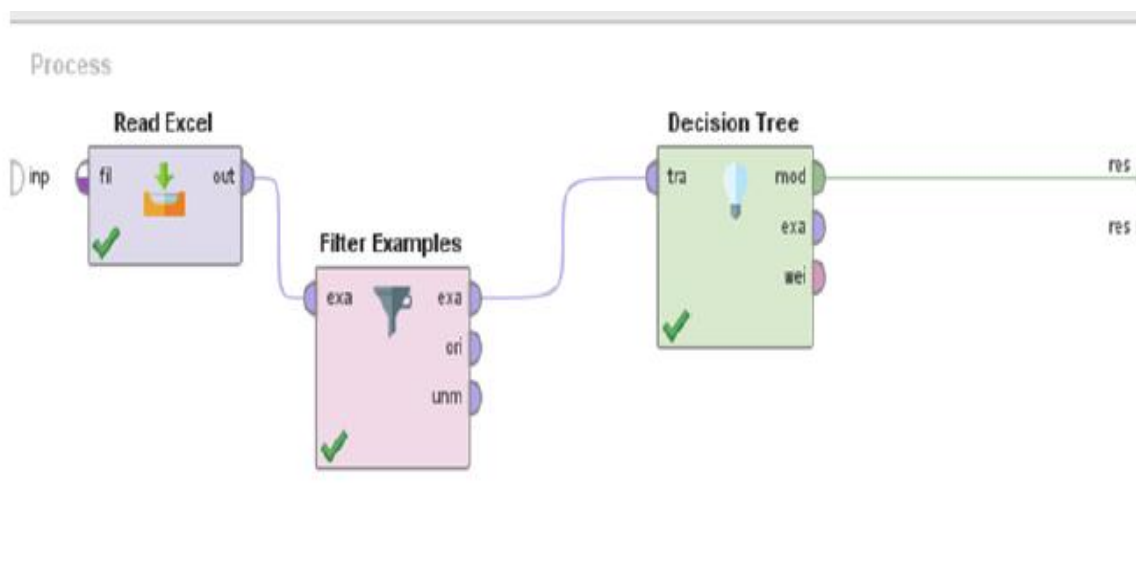 Process
Read Excel
inp
fil
out
Filter Examples
exa
exa
ori
unm
Decision Tree
tra
mod
exa
wei
res
res